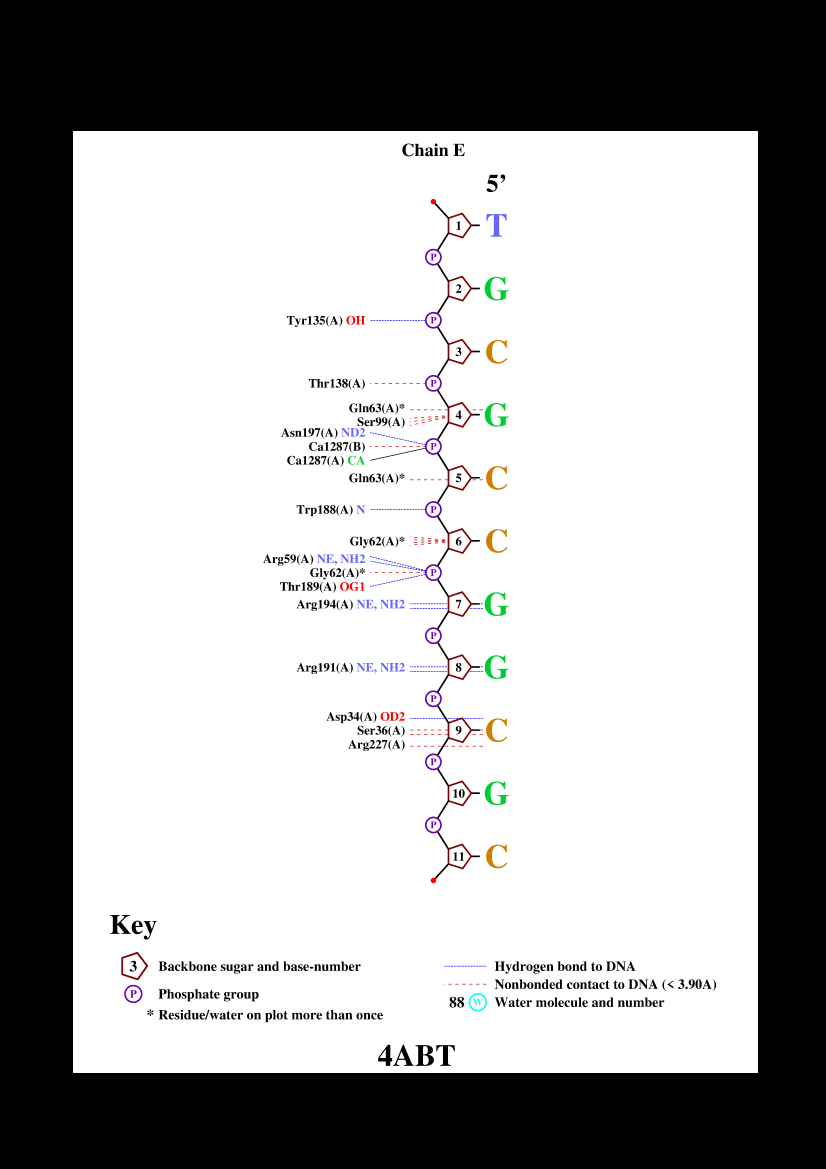 Chain E
5’
1 T
P
2 G
Tyr135(A) OH P
3 C
Thr138(A) P
Gln63(A)*
4 G
Ser99(A)
Asn197(A) ND2
Ca1287(B) P
Ca1287(A) CA
Gln63(A)* 5 C
Trp188(A) N P
Gly62(A)* 6 C
Arg59(A) NE, NH2
Gly62(A)* P
Thr189(A) OG1
Arg194(A) NE, NH2 7 G
P
Arg191(A) NE, NH2 8 G
P
Asp34(A) OD2
Ser36(A) 9 C
Arg227(A)
P
10 G
P
11 C
Key
3 Backbone sugar and base-number
P Phosphate group
* Residue/water on plot more than once
Hydrogen bond to DNA
Nonbonded contact to DNA (< 3.90A)
88 W Water molecule and number
4ABT